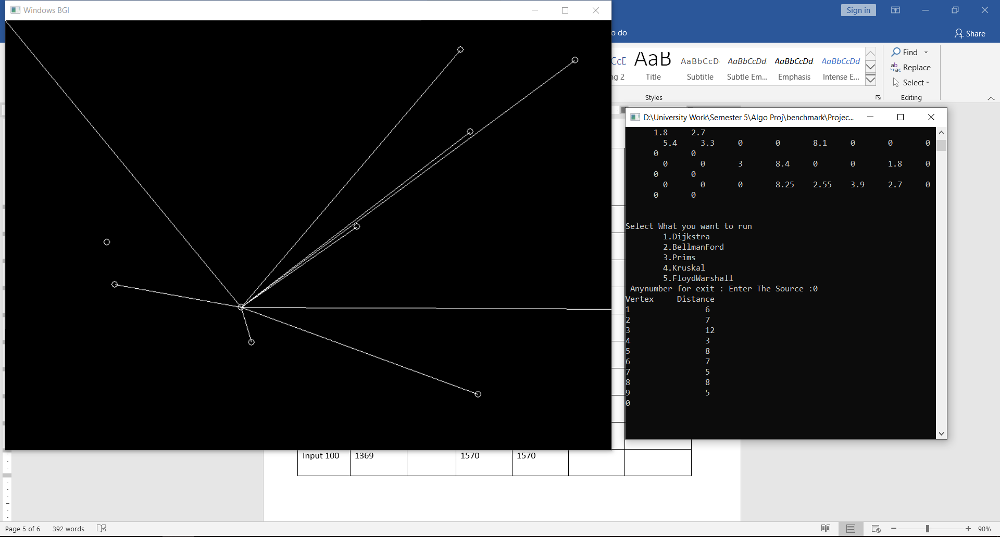 Windows BGI
Sign in
o do
Share
CcD AaB AaBbCcD AaBbCcDd AaBbCcDd AaBbCcDd
ng 2 Title Subtitle Subtle Em... Emphasis Intense E...
Styles
Find
Replace
Select
Editing
D:\University Work\Semester 5\Algo Proj\benchmark\Projec...
1.8 2.7
5.4 3.3 0 0 8.1 0 0 0
0 0
0 0 3 8.4 0 0 1.8 0
0 0
0 0 0 8.25 2.55 3.9 2.7 0
0 0
Select What you want to run
1.Dijkstra
2.BellmanFord
3.Prims
4.Kruskal
5.FloydWarshall
Anynumber for exit : Enter The Source :0
Vertex Distance
1 6
2 7
3 12
4 3
5 8
6 7
7 5
8 8
9 5
0
Input 100 1369 1570 1570
Page 5 of 6 392 words
90%